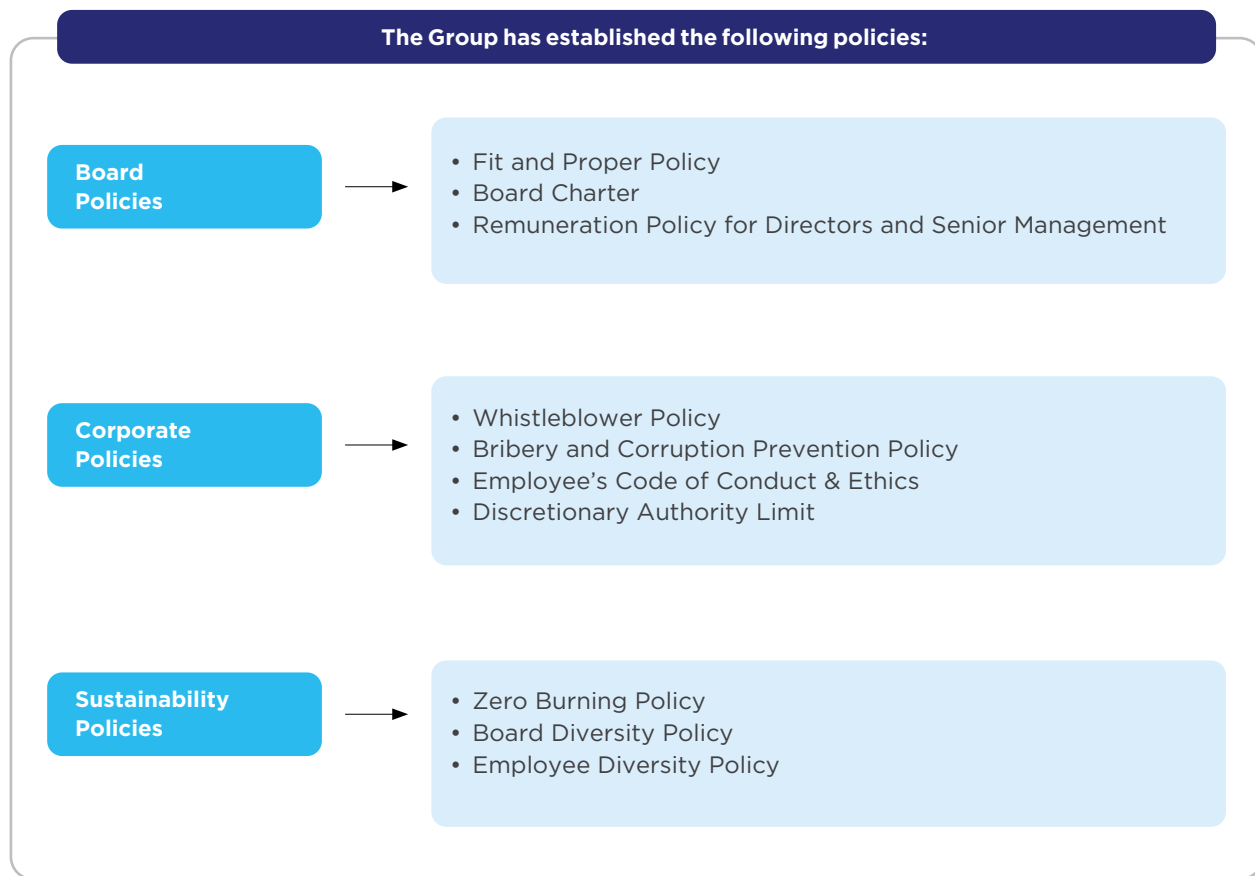 The Group has established the following policies:
Board
Policies
• Fit and Proper Policy
• Board Charter
• Remuneration Policy for Directors and Senior Management
Corporate
Policies
• Whistleblower Policy
• Bribery and Corruption Prevention Policy
• Employee’s Code of Conduct & Ethics
• Discretionary Authority Limit
Sustainability
Policies
• Zero Burning Policy
• Board Diversity Policy
• Employee Diversity Policy